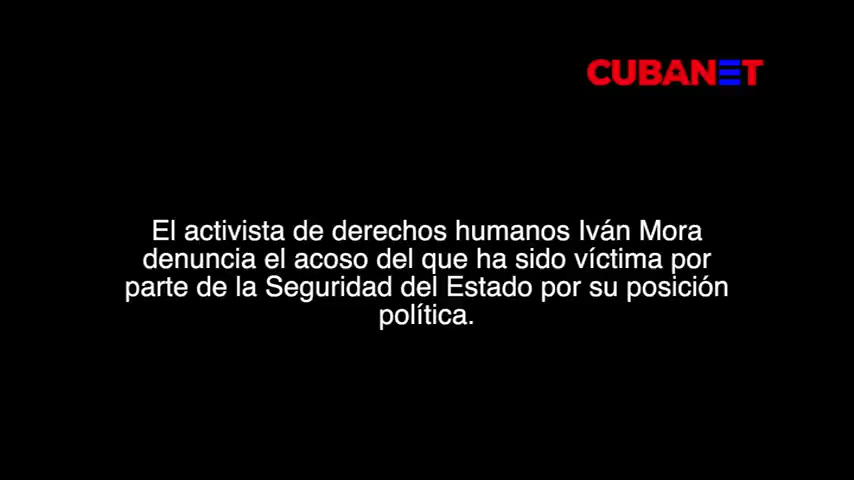 CUBANET
El activista de derechos humanos Iván Mora
denuncia el acoso del que ha sido víctima por
parte de la Seguridad del Estado por su posición
política.